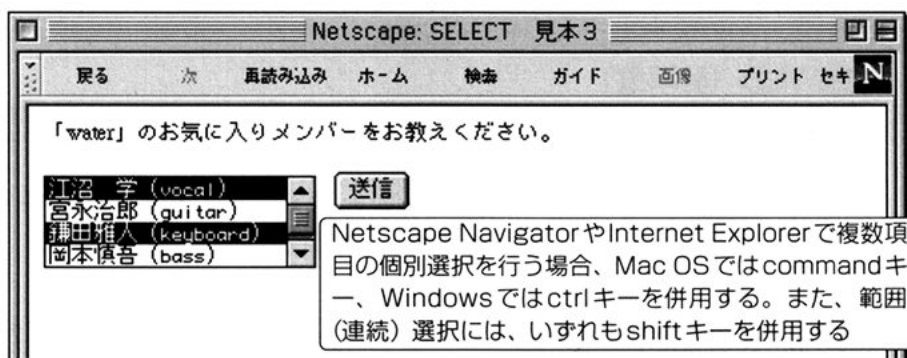 Netscape: SELECT 見本3
戻る 次 再読み込み ホーム 検索 ガイド 画像 プリント セキ N
「water」のお気に入りメンバーをお教えください。
江沼 学 (vocal)
宮永治郎 (guitar)
鎌田雅人 (keyboard)
岡本慎吾 (bass)
送信
Netscape NavigatorやInternet Explorerで複数項
目の個別選択を行う場合、Mac OSではcommandキ
ー、Windowsではctrlキーを併用する。また、範囲
(連続) 選択には、いずれもshiftキーを併用する